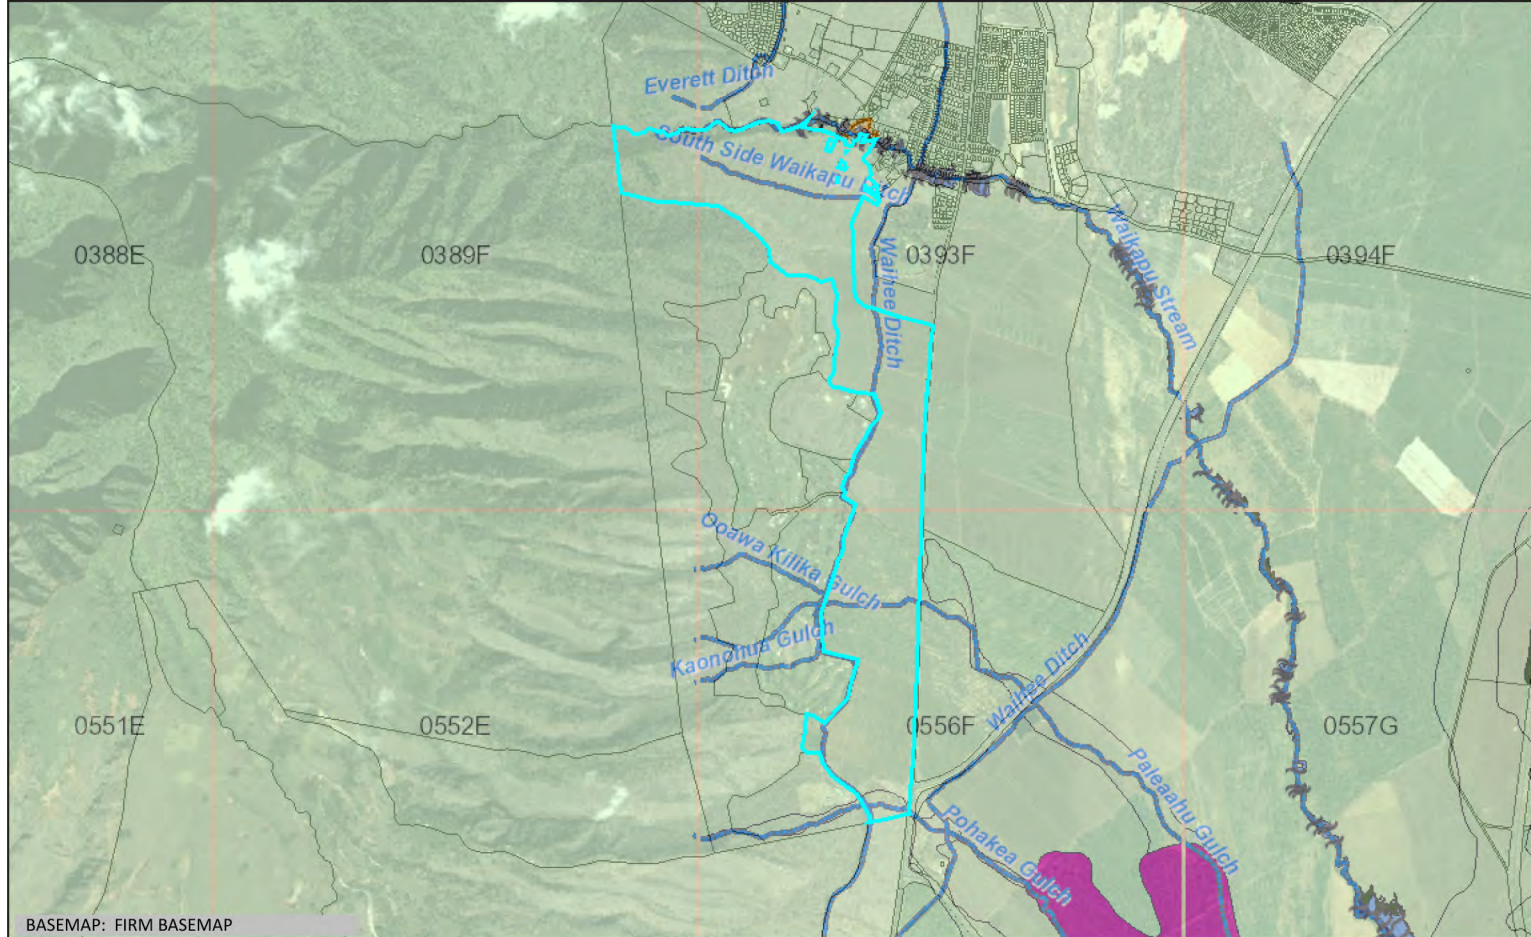 Everett Ditch
South Side Waikapu Ditch
0388E
0389F
Waihee Ditch
0393F
Waikapu Stream
0394F
Ooawa Kilika Gulch
Kaonohua Gulch
0551E
0552E
Waihee Ditch
0556F
0557G
Paleaahu Gulch
Pohakea Gulch
BASEMAP: FIRM BASEMAP